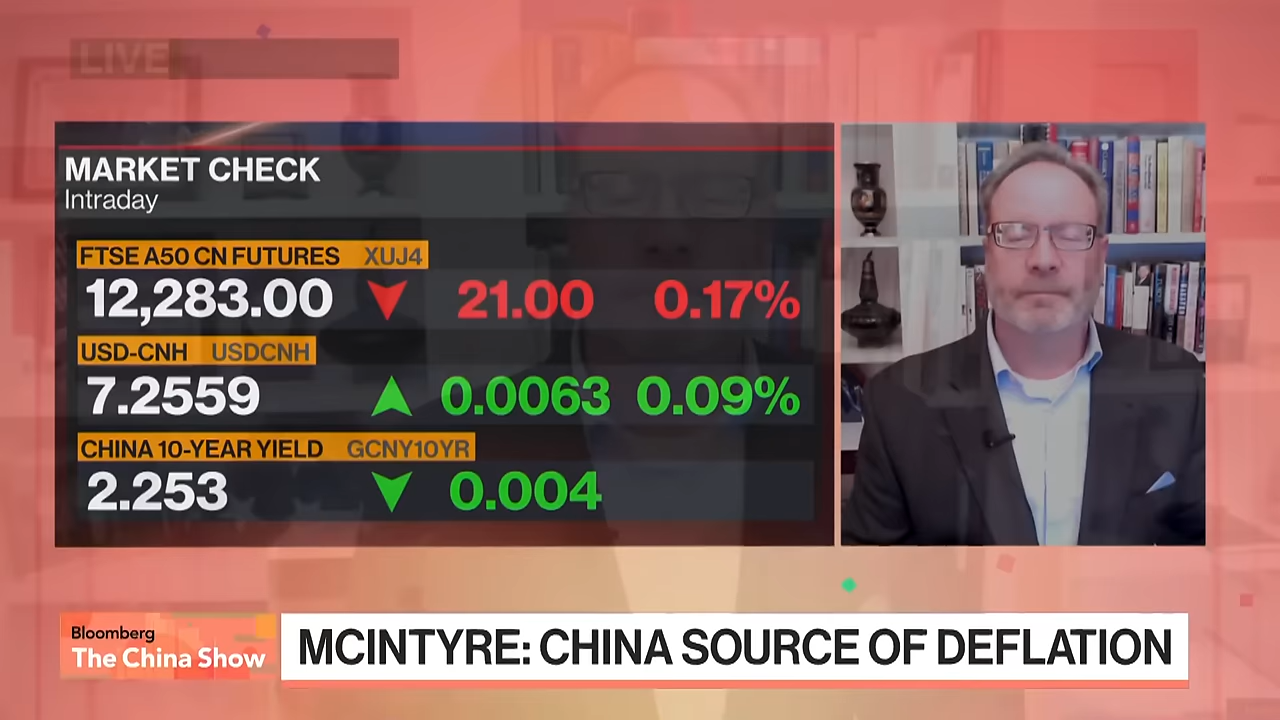 LIVE
MARKET CHECK
Intraday
FTSE A50 CN FUTURES XUJ4
12,283.00 ▼ 21.00 0.17%
USD-CNH USDCNH
7.2559 ▲ 0.0063 0.09%
CHINA 10-YEAR YIELD GCNY10YR
2.253 ▼ 0.004
Bloomberg
The China Show
MCINTYRE: CHINA SOURCE OF DEFLATION